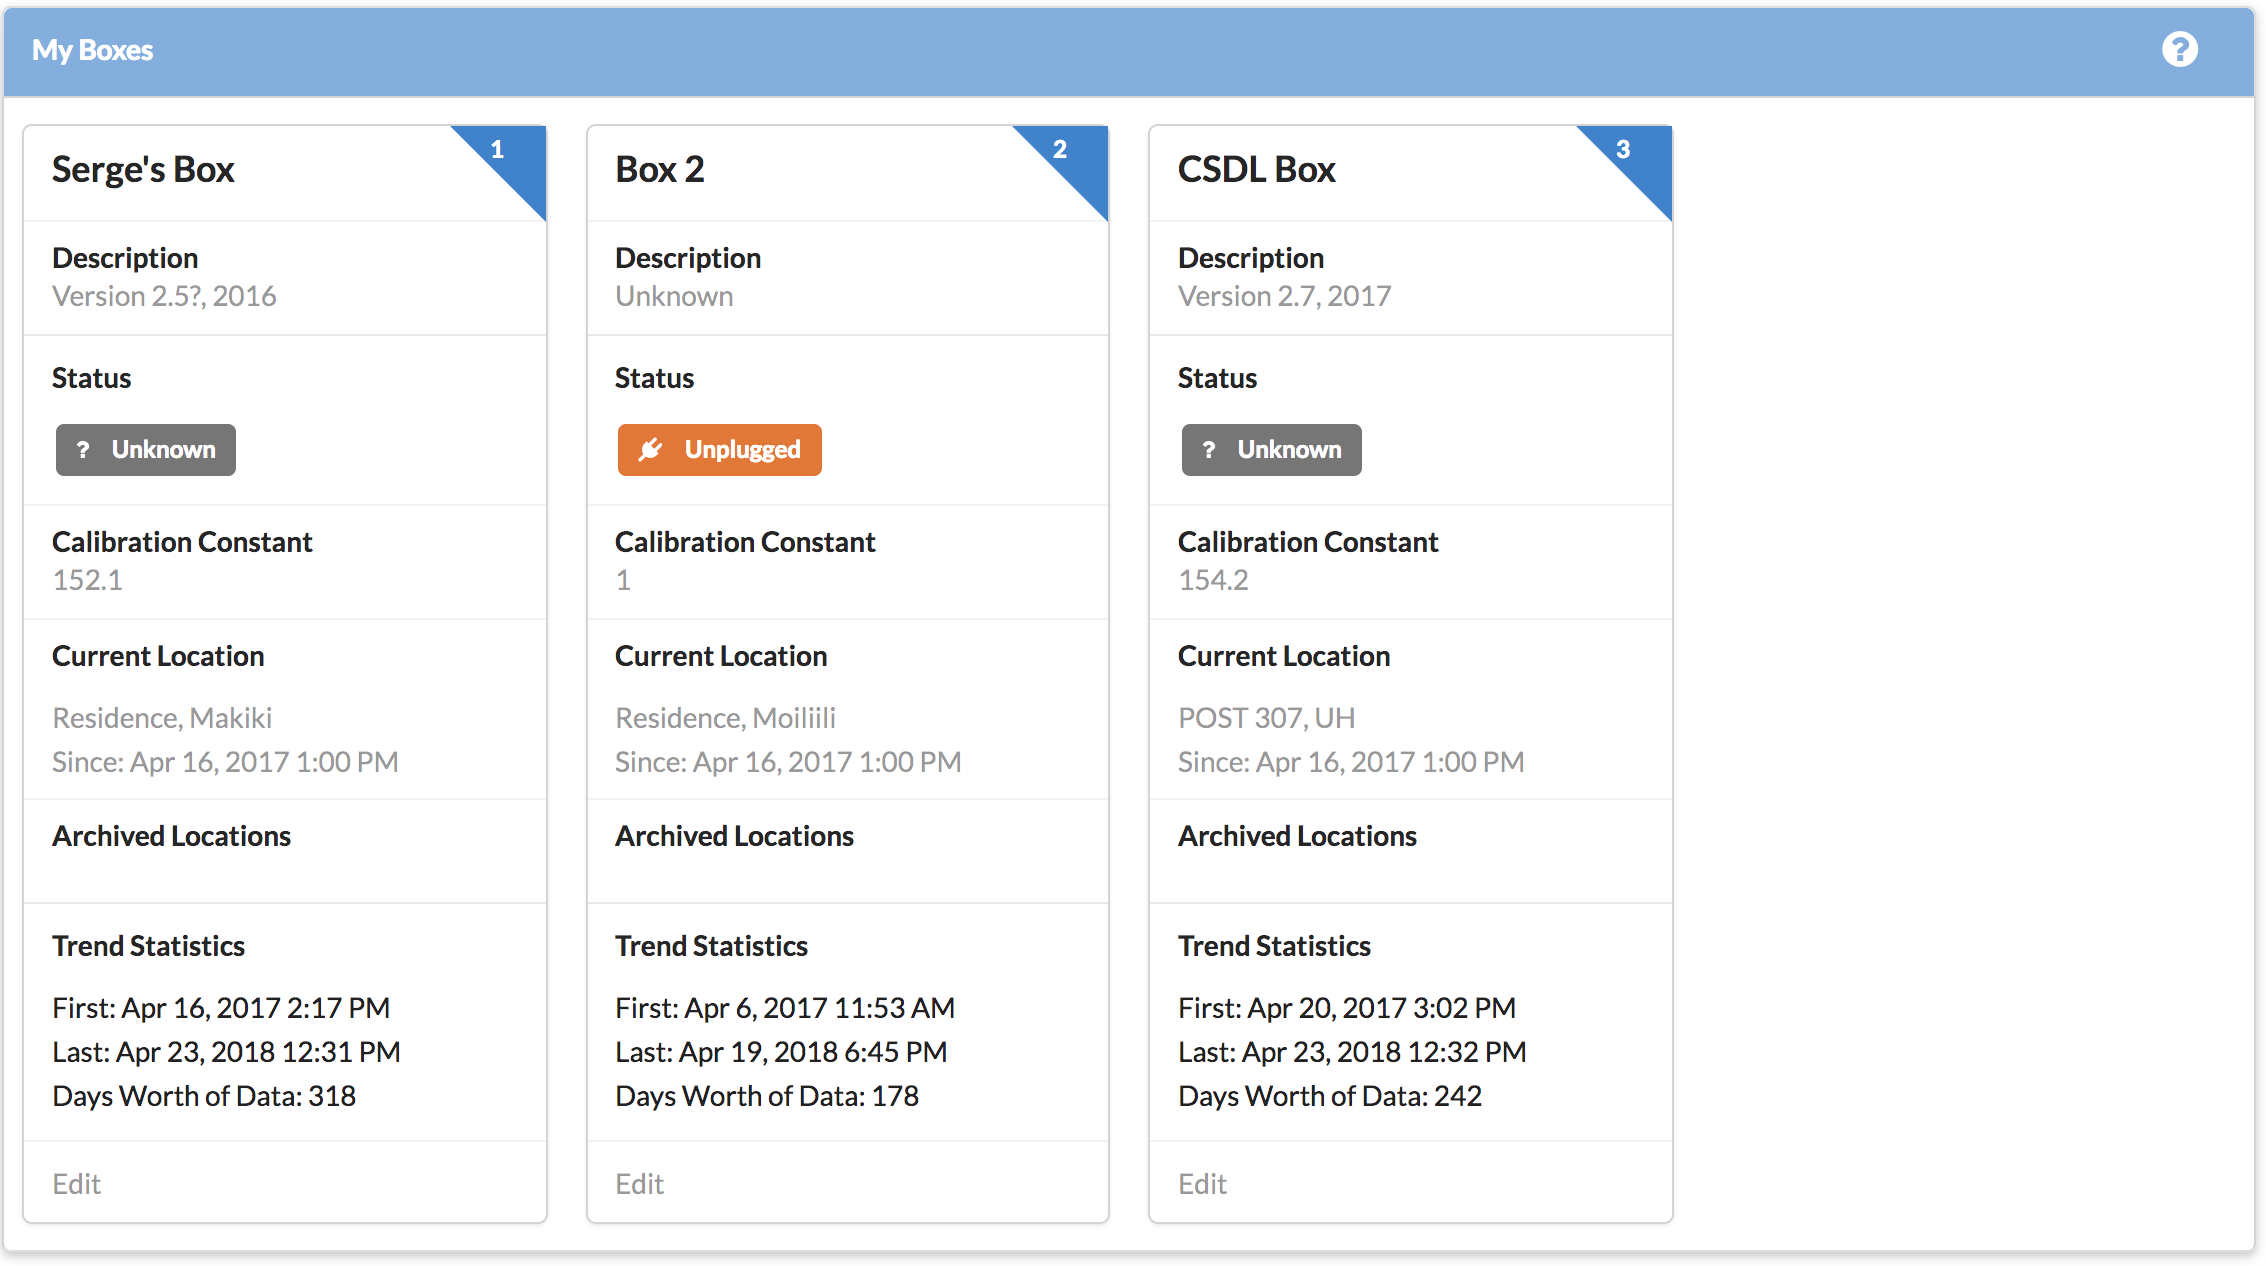 My Boxes
?
Serge's Box
1
Description
Version 2.5?, 2016
Status
? Unknown
Calibration Constant
152.1
Current Location
Residence, Makiki
Since: Apr 16, 2017 1:00 PM
Archived Locations
Trend Statistics
First: Apr 16, 2017 2:17 PM
Last: Apr 23, 2018 12:31 PM
Days Worth of Data: 318
Edit
Box 2
2
Description
Unknown
Status
Unplugged
Calibration Constant
1
Current Location
Residence, Moiliili
Since: Apr 16, 2017 1:00 PM
Archived Locations
Trend Statistics
First: Apr 6, 2017 11:53 AM
Last: Apr 19, 2018 6:45 PM
Days Worth of Data: 178
Edit
CSDL Box
3
Description
Version 2.7, 2017
Status
? Unknown
Calibration Constant
154.2
Current Location
POST 307, UH
Since: Apr 16, 2017 1:00 PM
Archived Locations
Trend Statistics
First: Apr 20, 2017 3:02 PM
Last: Apr 23, 2018 12:32 PM
Days Worth of Data: 242
Edit